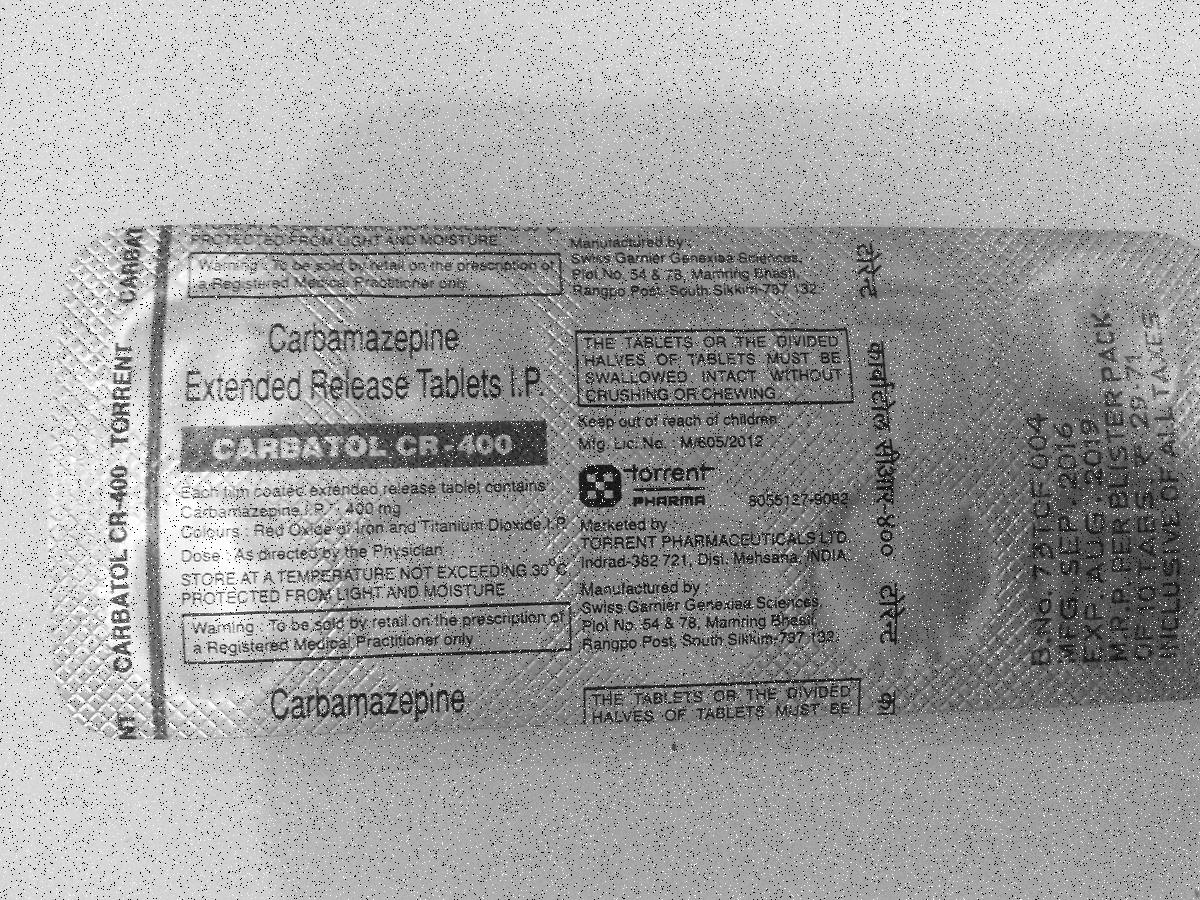 PROTECTED FROM LIGHT AND MOISTURE
Warning : To be sold by retail on the prescription of
a Registered Medical Practitioner only
Carbamazepine
Extended Release Tablets I.P.
CARBATOL CR-400
Each film coated extended release tablet contains
Carbamazepine I.P. : 400 mg
Colours : Red Oxide of Iron and Titanium Dioxide I.P.
Dose : As directed by the Physician
STORE AT A TEMPERATURE NOT EXCEEDING 30°C
PROTECTED FROM LIGHT AND MOISTURE
Warning : To be sold by retail on the prescription of
a Registered Medical Practitioner only
Carbamazepine
Manufactured by :
Swiss Garnier Genexiaa Sciences,
Plot No. 54 & 78, Mamring Bhasti,
Rangpo Post, South Sikkim-737 132.
THE TABLETS OR THE DIVIDED
HALVES OF TABLETS MUST BE
SWALLOWED INTACT WITHOUT
CRUSHING OR CHEWING
Keep out of reach of children
Mfg. Lic. No. : M/605/2012
torrent
PHARMA
8055127-9082
Marketed by :
TORRENT PHARMACEUTICALS LTD.
Indrad-382 721, Dist. Mehsana, INDIA.
Manufactured by :
Swiss Garnier Genexiaa Sciences,
Plot No. 54 & 78, Mamring Bhasti,
Rangpo Post, South Sikkim-737 132.
THE TABLETS OR THE DIVIDED
HALVES OF TABLETS MUST BE
NT CARBATOL CR-400 TORRENT CARBAT
B.No. 73TCF004
MFG. SEP. 2016
EXP. AUG. 2019
M.R.P. PER BLISTER PACK
OF 10 TABS ₹ 29.71
INCLUSIVE OF ALL TAXES